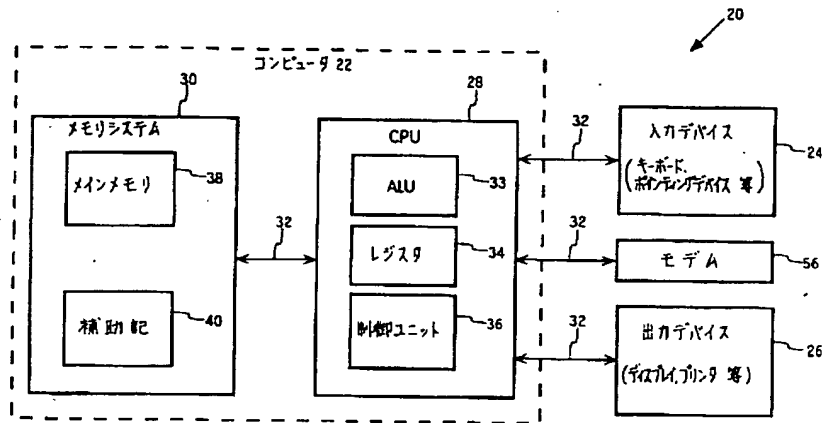 20
コンピュータ 22
30
メモリシステム
メインメモリ
38
補助記
40
32
28
CPU
ALU
33
レジスタ
34
制御ユニット
36
32
入力デバイス
(キーボード、
ポインティングデバイス 等)
24
32
モデム
56
32
出力デバイス
(ディスプレイ、プリンタ 等)
26